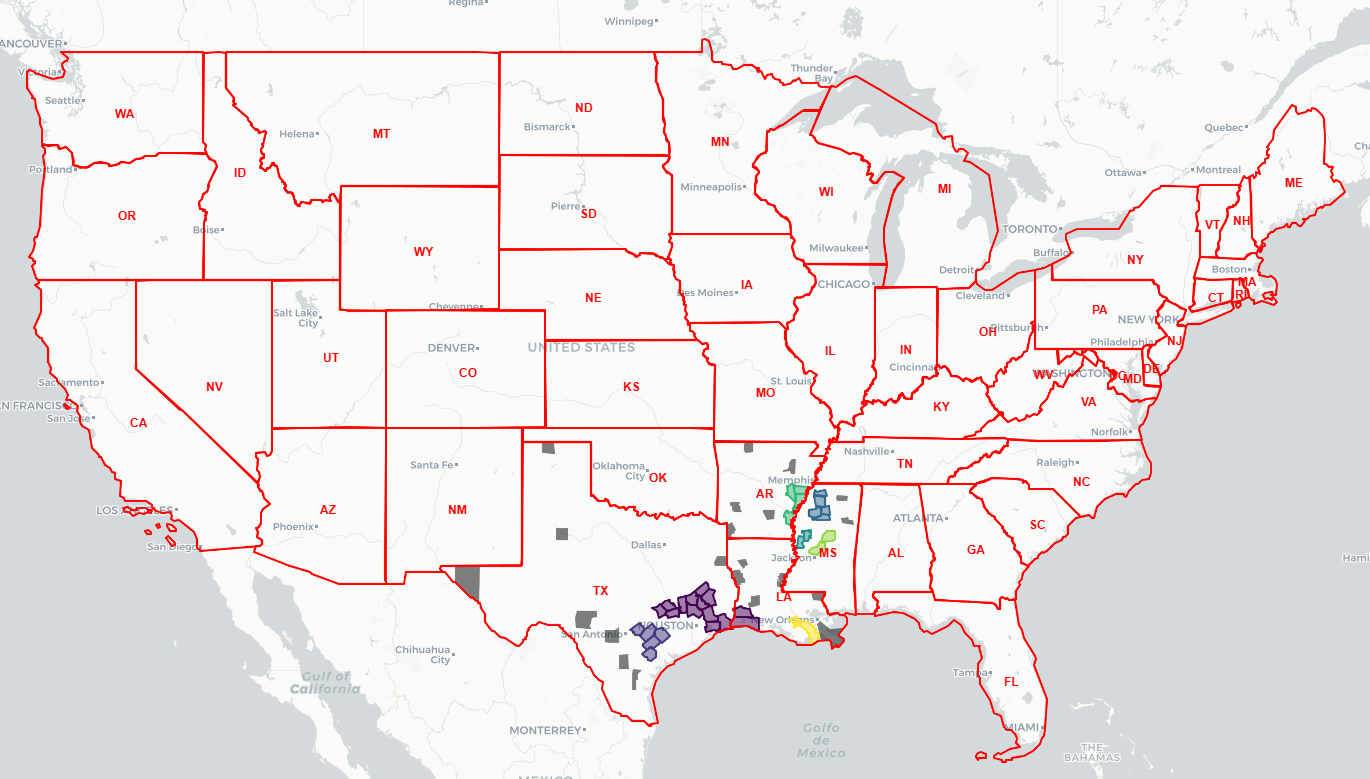 Regina
Winnipeg
ANCOUVER
Victoria
Thunder
Bay
Seattle
WA
ND
MT
Helena
Bismarck
MN
Quebec
Portland
ID
Ottawa
Montreal
ME
Minneapolis
WI
MI
OR
Boise
Pierre
SD
VT
NH
TORONTO
WY
Milwaukee
Buffalo
NY
Detroit
Boston
MA
CHICAGO
IA
Des Moines
NE
Cleveland
CT
RI
Cheyenne
PA
Salt Lake
City
NEW YORK
OH
Pittsburgh
NJ
Philadelphia
DENVER
UNITED STATES
UT
IL
IN
CO
Cincinnati
DE
WV
WASHINGTON
MD
Sacramento
NV
KS
MO
St. Louis
AN FRANCISCO
San Jose
CA
KY
VA
Norfolk
Nashville
TN
Raleigh
Santa Fe
Oklahoma
City
OK
Memphis
NC
AR
LOS ANGELES
AZ
NM
Phoenix
ATLANTA
SC
San Diego
Dallas
Jackson
MS
AL
GA
Hami
TX
LA
New Orleans
HOUSTON
San Antonio
Chihuahua
City
Gulf of
California
Tampa
FL
MONTERREY
Golfo
de
México
MIAMI
THE
BAHAMAS
MEXICO